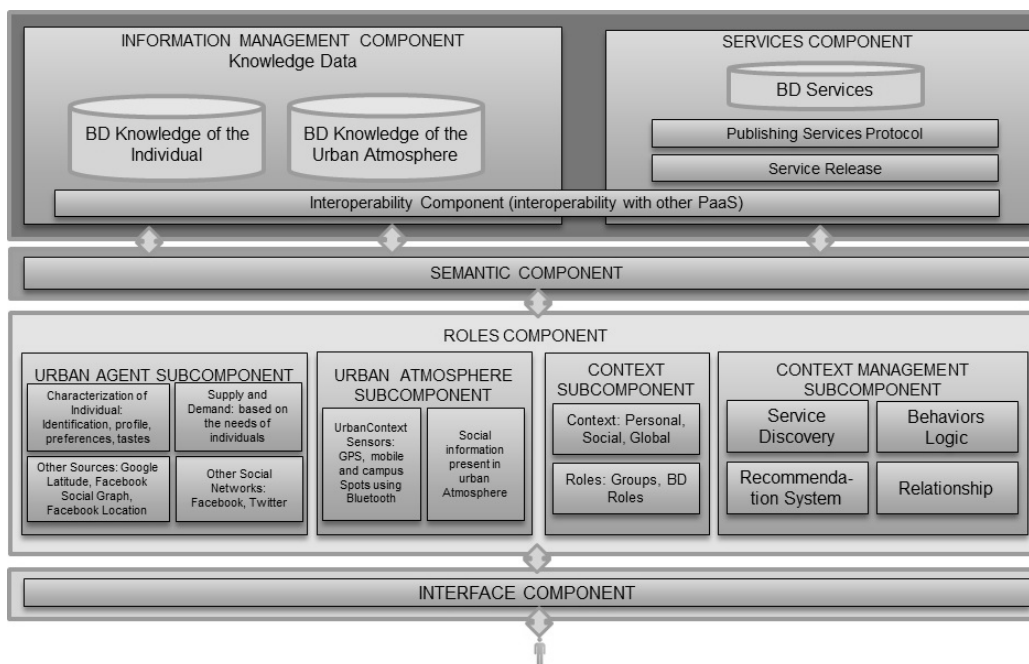 INFORMATION MANAGEMENT COMPONENT
Knowledge Data
BD Knowledge of the
Individual
BD Knowledge of the
Urban Atmosphere
SERVICES COMPONENT
BD Services
Publishing Services Protocol
Service Release
Interoperability Component (interoperability with other PaaS)
SEMANTIC COMPONENT
ROLES COMPONENT
URBAN AGENT SUBCOMPONENT
Characterization of
Individual:
Identification, profile,
preferences, tastes
Supply and
Demand: based on
the needs of
individuals
Other Sources: Google
Latitude, Facebook
Social Graph,
Facebook Location
Other Social
Networks:
Facebook, Twitter
URBAN ATMOSPHERE
SUBCOMPONENT
UrbanContext
Sensors:
GPS, mobile
and campus
Spots using
Bluetooth
Social
information
present in
urban
Atmosphere
CONTEXT
SUBCOMPONENT
Context: Personal,
Social, Global
Roles: Groups, BD
Roles
CONTEXT MANAGEMENT
SUBCOMPONENT
Service
Discovery
Behaviors
Logic
Recommenda-
tion System
Relationship
INTERFACE COMPONENT